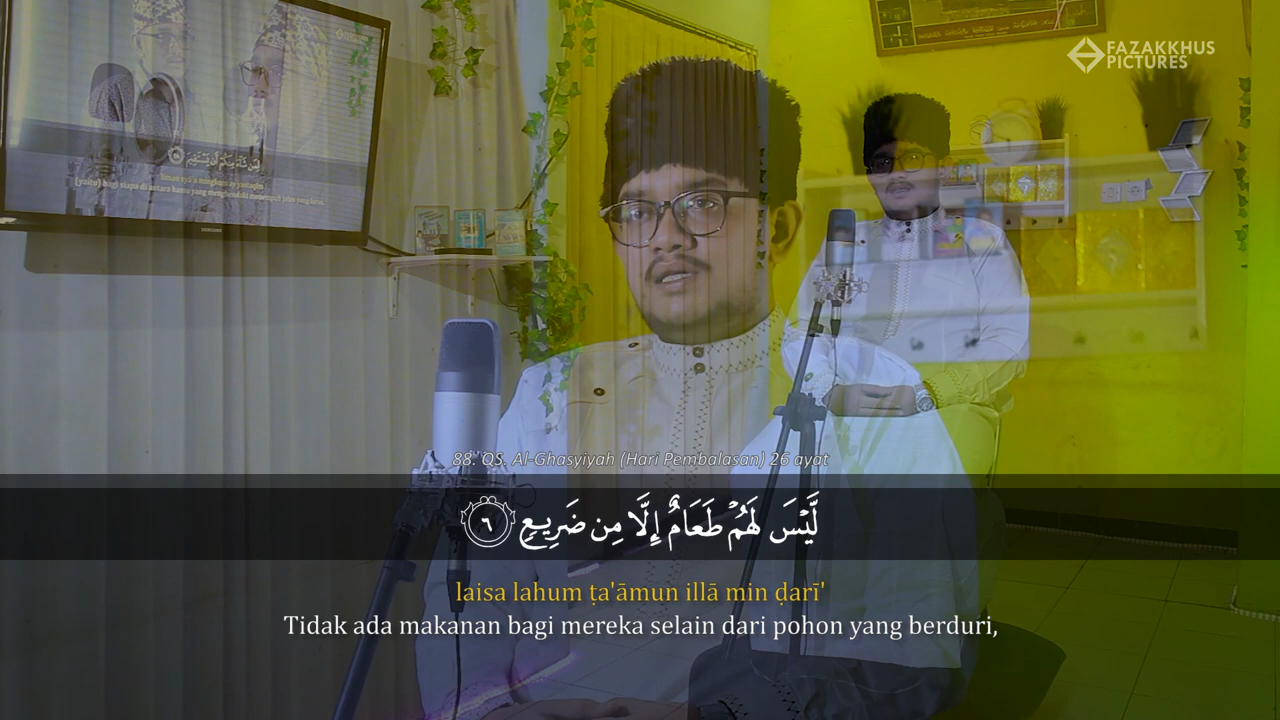 FAZAKKHUS
PICTURES
88. QS. Al-Ghasyiyah (Hari Pembalasan) 26 ayat
لَّيْسَ لَهُمْ طَعَامٌ إِلَّا مِن ضَرِيعٍ ٦
laisa lahum ṭa'āmun illā min ḍarī'
Tidak ada makanan bagi mereka selain dari pohon yang berduri,